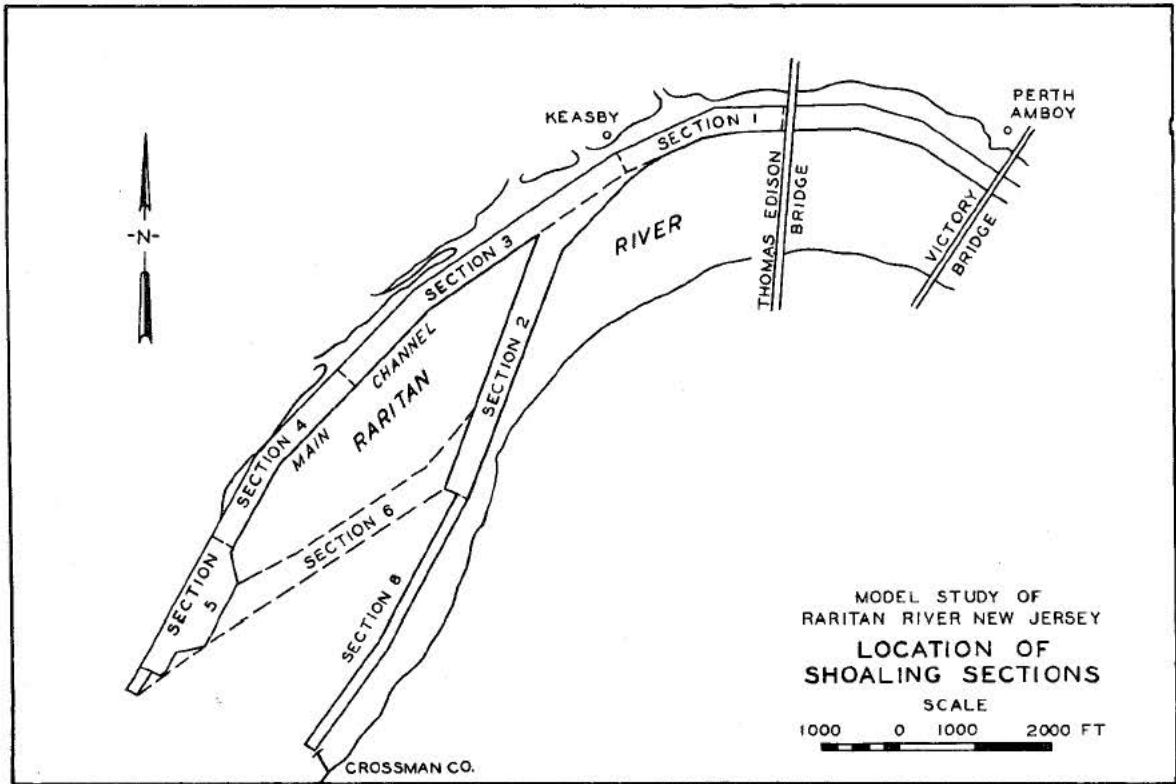 KEASBY
SECTION 1
PERTH
AMBOY
-N-
THOMAS EDISON
BRIDGE
VICTORY
BRIDGE
RIVER
SECTION 3
SECTION 2
CHANNEL
MAIN
RARITAN
SECTION 4
SECTION 6
SECTION
5
SECTION 8
CROSSMAN CO.
MODEL STUDY OF
RARITAN RIVER NEW JERSEY
LOCATION OF
SHOALING SECTIONS
SCALE
1000 0 1000 2000 FT